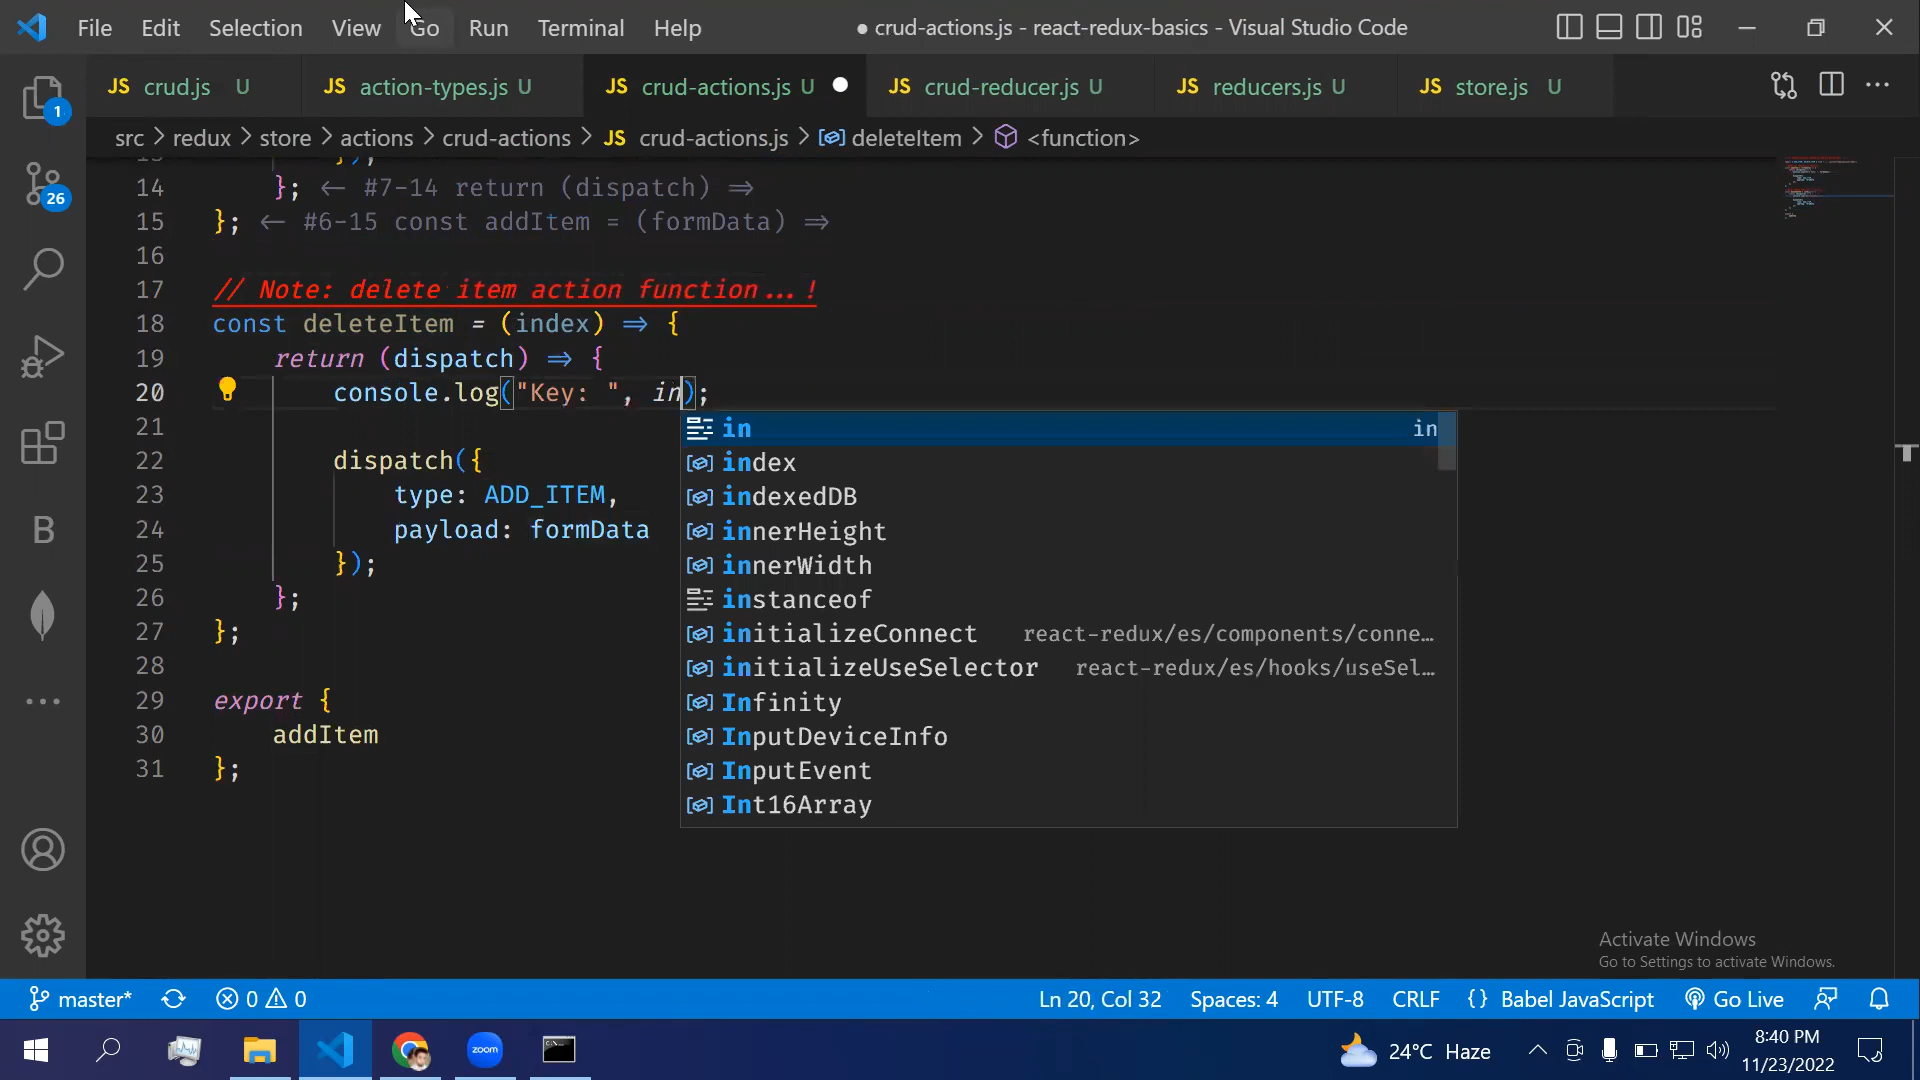 File Edit Selection View Go Run Terminal Help ● crud-actions.js - react-redux-basics - Visual Studio Code
JS crud.js U JS action-types.js U JS crud-actions.js U JS crud-reducer.js U JS reducers.js U JS store.js U
src > redux > store > actions > crud-actions > JS crud-actions.js > deleteItem > <function>
14 }; ← #7-14 return (dispatch) ⇒
15 }; ← #6-15 const addItem = (formData) ⇒
16
17 // Note: delete item action function...!
18 const deleteItem = (index) ⇒ {
19 return (dispatch) ⇒ {
20 console.log("Key: ", in);
21
22 dispatch({
23 type: ADD_ITEM,
24 payload: formData
25 });
26 };
27 };
28
29 export {
30 addItem
31 };
in in
index
indexedDB
innerHeight
innerWidth
instanceof
initializeConnect react-redux/es/components/conne…
initializeUseSelector react-redux/es/hooks/useSel…
Infinity
InputDeviceInfo
InputEvent
Int16Array
1
26
B
Activate Windows
Go to Settings to activate Windows.
master* 0 0 Ln 20, Col 32 Spaces: 4 UTF-8 CRLF {} Babel JavaScript Go Live
zoom 24°C Haze 8:40 PM
11/23/2022